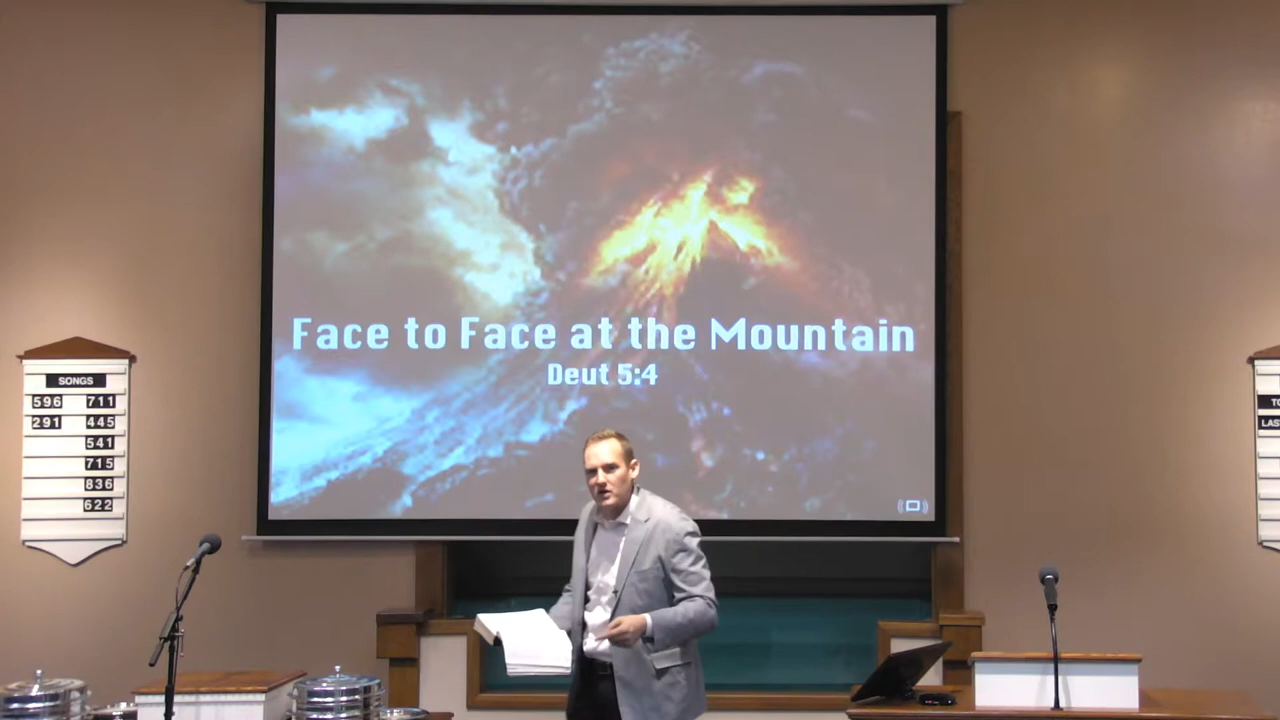 Face to Face at the Mountain
Deut 5:4
SONGS
596 711
291 445
541
715
836
622